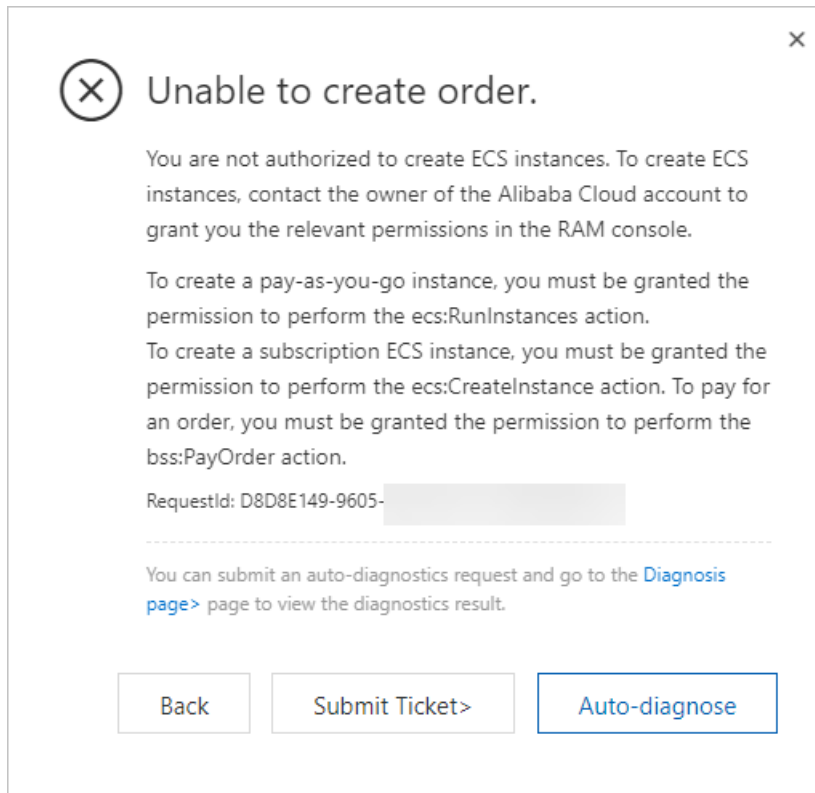 Unable to create order.
You are not authorized to create ECS instances. To create ECS
instances, contact the owner of the Alibaba Cloud account to
grant you the relevant permissions in the RAM console.
To create a pay-as-you-go instance, you must be granted the
permission to perform the ecs:RunInstances action.
To create a subscription ECS instance, you must be granted the
permission to perform the ecs:CreateInstance action. To pay for
an order, you must be granted the permission to perform the
bss:PayOrder action.
RequestId: D8D8E149-9605-
You can submit an auto-diagnostics request and go to the Diagnosis
page> page to view the diagnostics result.
Back
Submit Ticket>
Auto-diagnose